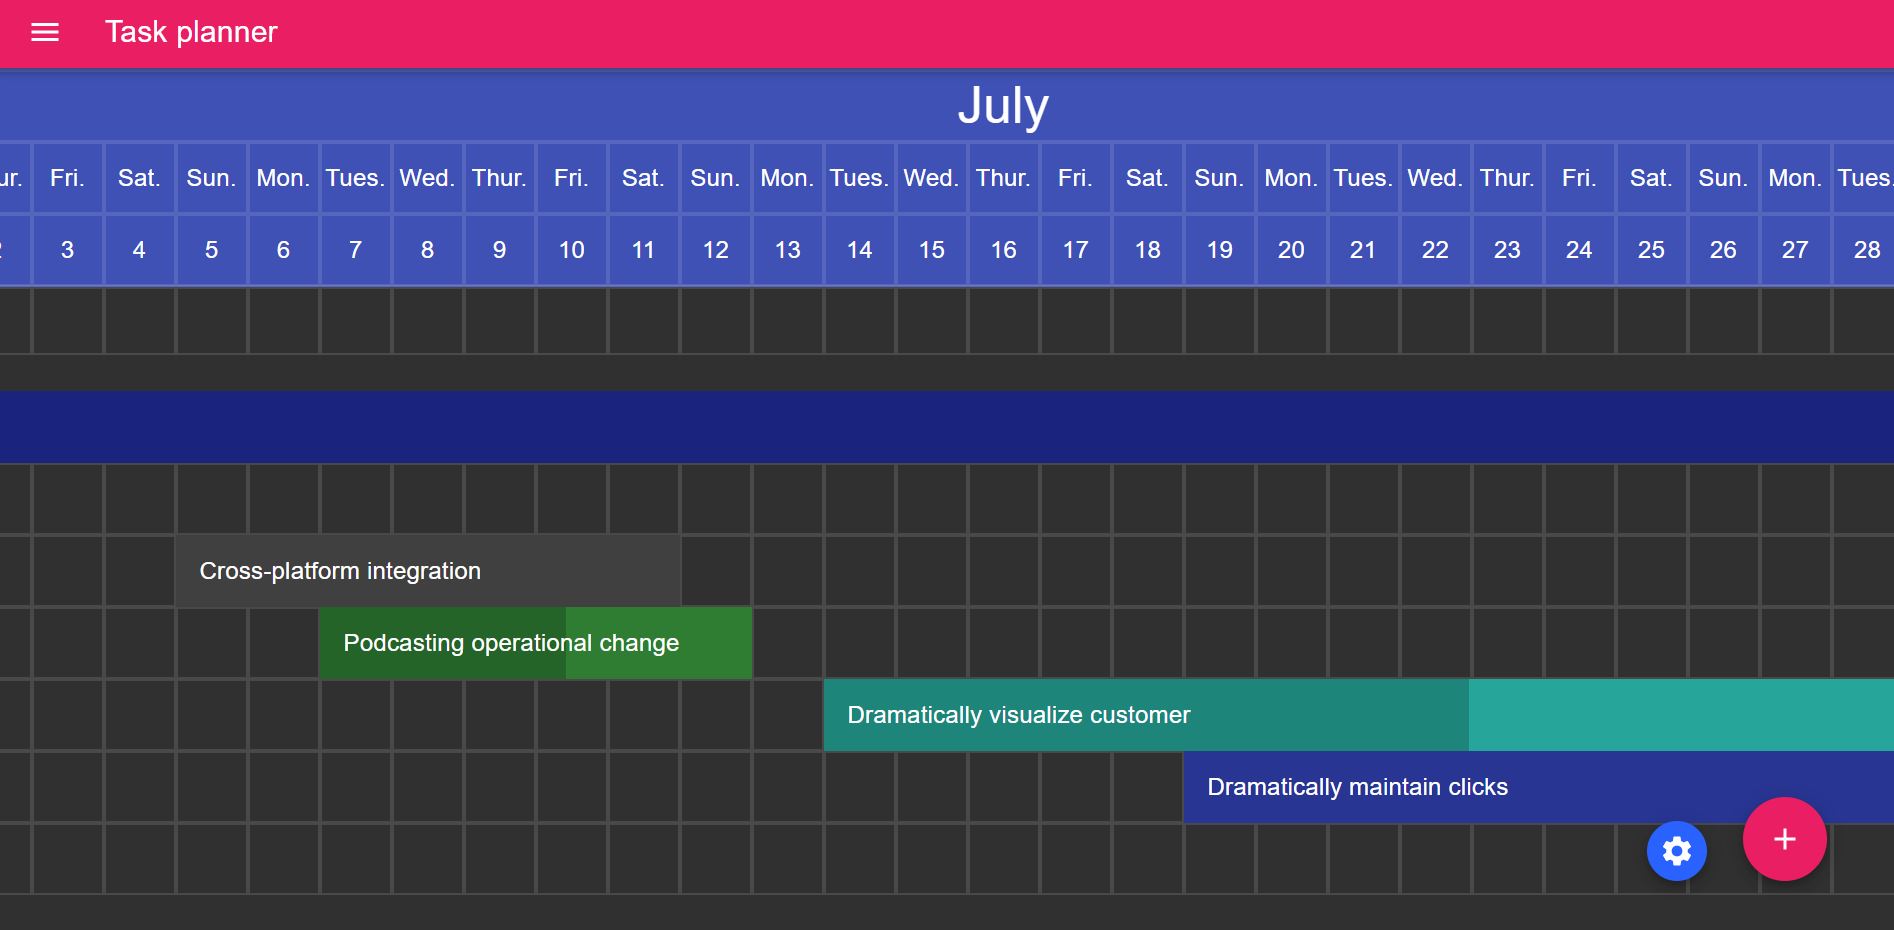 Task planner
July
Fri. Sat. Sun. Mon. Tues. Wed. Thur. Fri. Sat. Sun. Mon. Tues. Wed. Thur. Fri. Sat. Sun. Mon. Tues. Wed. Thur. Fri. Sat. Sun. Mon. Tues.
3 4 5 6 7 8 9 10 11 12 13 14 15 16 17 18 19 20 21 22 23 24 25 26 27 28
Cross-platform integration
Podcasting operational change
Dramatically visualize customer
Dramatically maintain clicks